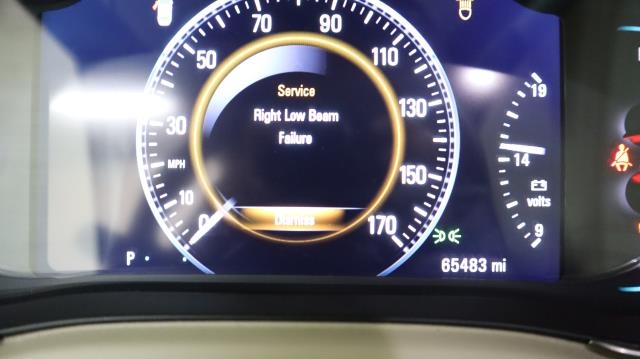 70
90
50
110
Service
19
Right Low Beam
130
30
Failure
14
MPH
150
10
volts
0
Dismiss
170
9
P
65483 mi